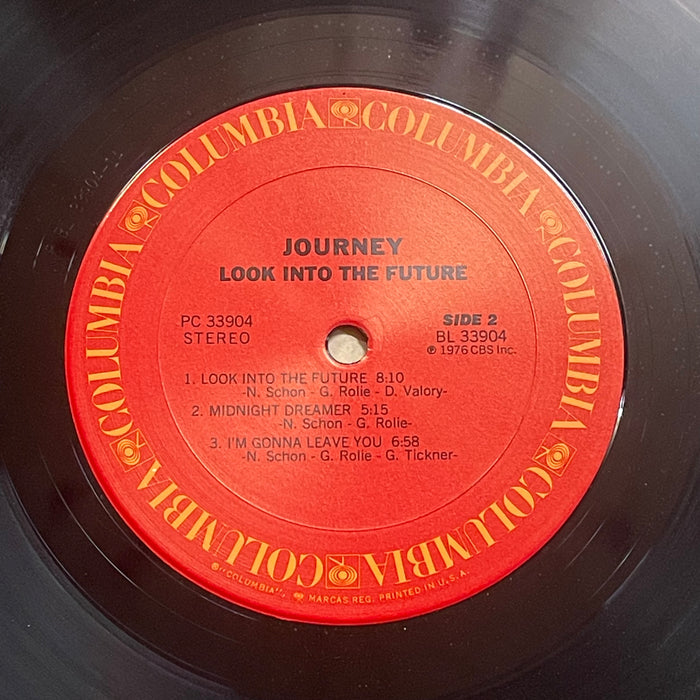 COLUMBIA COLUMBIA COLUMBIA COLUMBIA COLUMBIA COLUMBIA COLUMBIA COLUMBIA
JOURNEY
LOOK INTO THE FUTURE
PC 33904
STEREO
SIDE 2
BL 33904
℗ 1976 CBS Inc.
1. LOOK INTO THE FUTURE 8:10
-N. Schon - G. Rolie - D. Valory-
2. MIDNIGHT DREAMER 5:15
-N. Schon - G. Rolie-
3. I'M GONNA LEAVE YOU 6:58
-N. Schon - G. Rolie - G. Tickner-
®"COLUMBIA", MARCAS REG. PRINTED IN U.S.A.